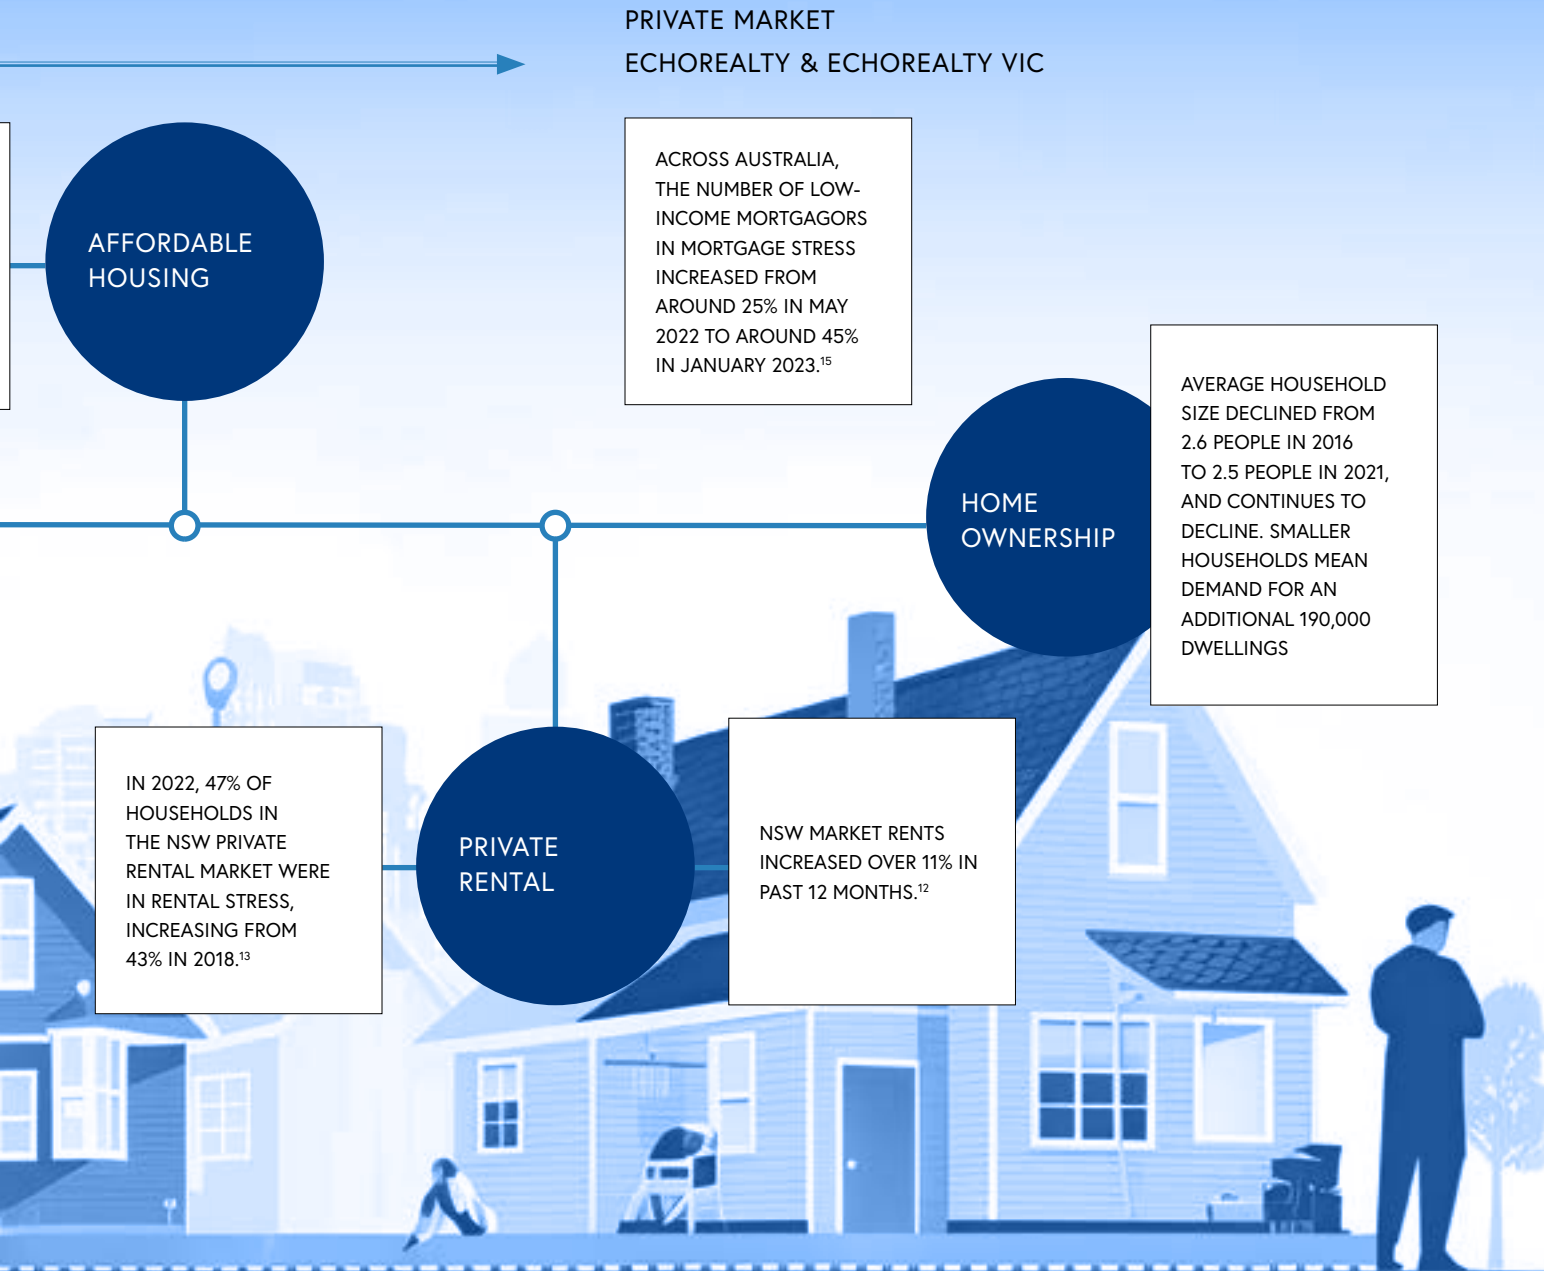 PRIVATE MARKET
ECHOREALTY & ECHOREALTY VIC
AFFORDABLE
HOUSING
ACROSS AUSTRALIA,
THE NUMBER OF LOW-
INCOME MORTGAGORS
IN MORTGAGE STRESS
INCREASED FROM
AROUND 25% IN MAY
2022 TO AROUND 45%
IN JANUARY 2023.15
HOME
OWNERSHIP
AVERAGE HOUSEHOLD
SIZE DECLINED FROM
2.6 PEOPLE IN 2016
TO 2.5 PEOPLE IN 2021,
AND CONTINUES TO
DECLINE. SMALLER
HOUSEHOLDS MEAN
DEMAND FOR AN
ADDITIONAL 190,000
DWELLINGS
IN 2022, 47% OF
HOUSEHOLDS IN
THE NSW PRIVATE
RENTAL MARKET WERE
IN RENTAL STRESS,
INCREASING FROM
43% IN 2018.13
PRIVATE
RENTAL
NSW MARKET RENTS
INCREASED OVER 11% IN
PAST 12 MONTHS.12